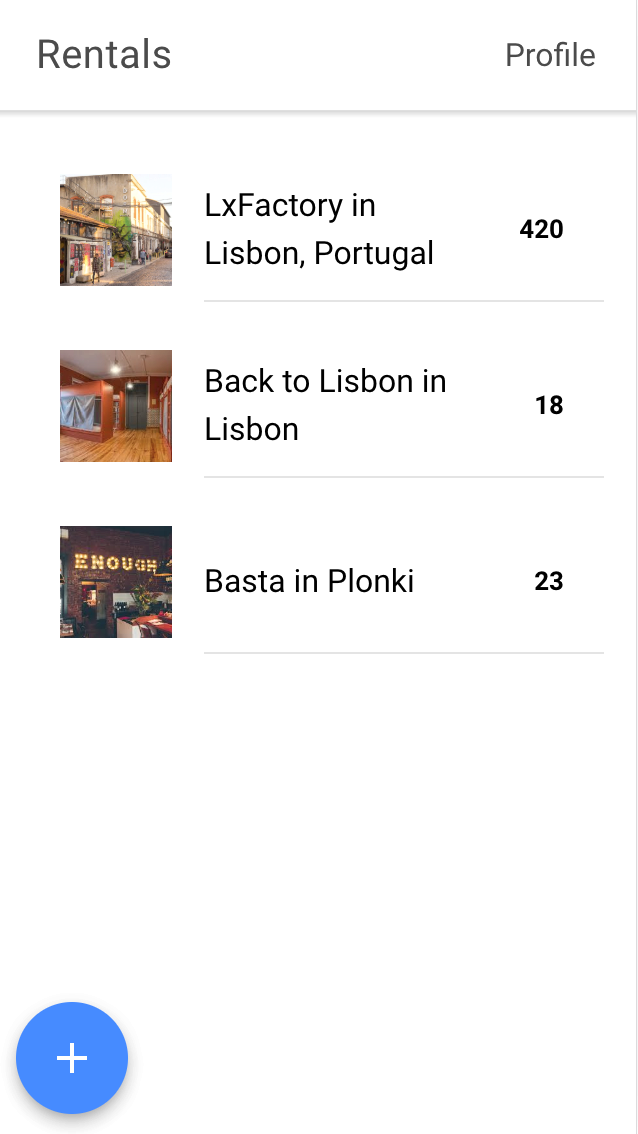 Rentals
Profile
LxFactory in
Lisbon, Portugal
420
Back to Lisbon in
Lisbon
18
ENOUGH
Basta in Plonki
23